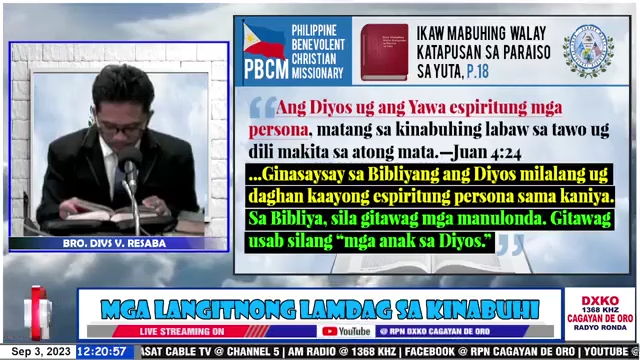 PBCM
PHILIPPINE
BENEVOLENT
CHRISTIAN
MISSIONARY
IKAW MABUHING WALAY
KATAPUSAN SA PARAISO
SA YUTA, P.18
“Ang Diyos ug ang Yawa espiritung mga
persona, matang sa kinabuhing labaw sa tawo ug
dili makita sa atong mata.—Juan 4:24
...Ginasaysay sa Bibliyang ang Diyos milalang ug
daghan kaayong espiritung persona sama kaniya.
Sa Bibliya, sila gitawag mga manulonda. Gitawag
usab silang “mga anak sa Diyos.”
BRO. DIVS V. RESABA
MGA LANGITNONG LAMDAG SA KINABUHI
LIVE STREAMING ON YouTube @ RPN DXKO CAGAYAN DE ORO
DXKO
1368 KHZ
CAGAYAN DE ORO
RADYO RONDA
Sep 3, 2023 12:20:57 ASAT CABLE TV @ CHANNEL 5 | AM RADIO @ 1368 KHZ | FACEBOOK @ RPN CAGAYAN DE ORO | YOUTUBE @